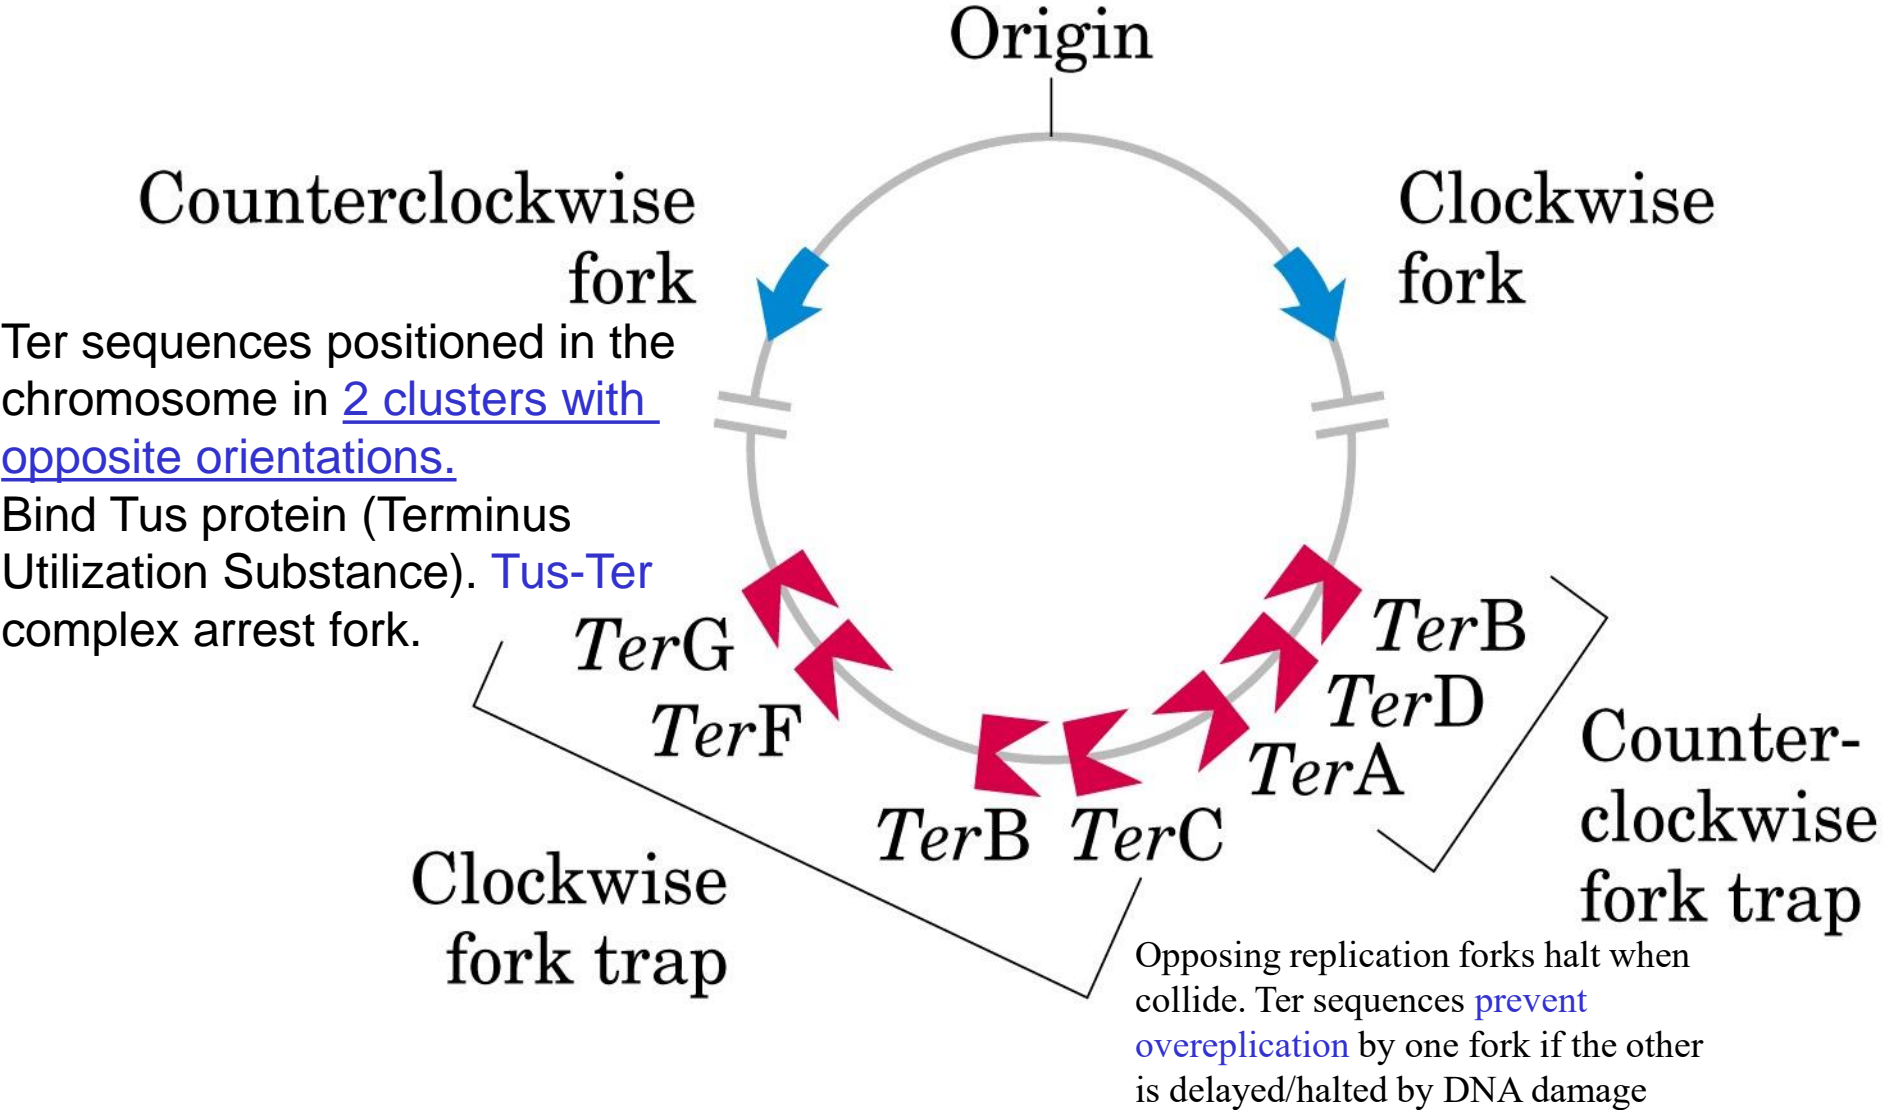 Origin
Counterclockwise
fork
Clockwise
fork
Ter sequences positioned in the
chromosome in 2 clusters with
opposite orientations.
Bind Tus protein (Terminus
Utilization Substance). Tus-Ter
complex arrest fork.
TerG
TerF
TerB
TerC
TerA
TerD
TerB
Clockwise
fork trap
Counter-
clockwise
fork trap
Opposing replication forks halt when
collide. Ter sequences prevent
overeplication by one fork if the other
is delayed/halted by DNA damage